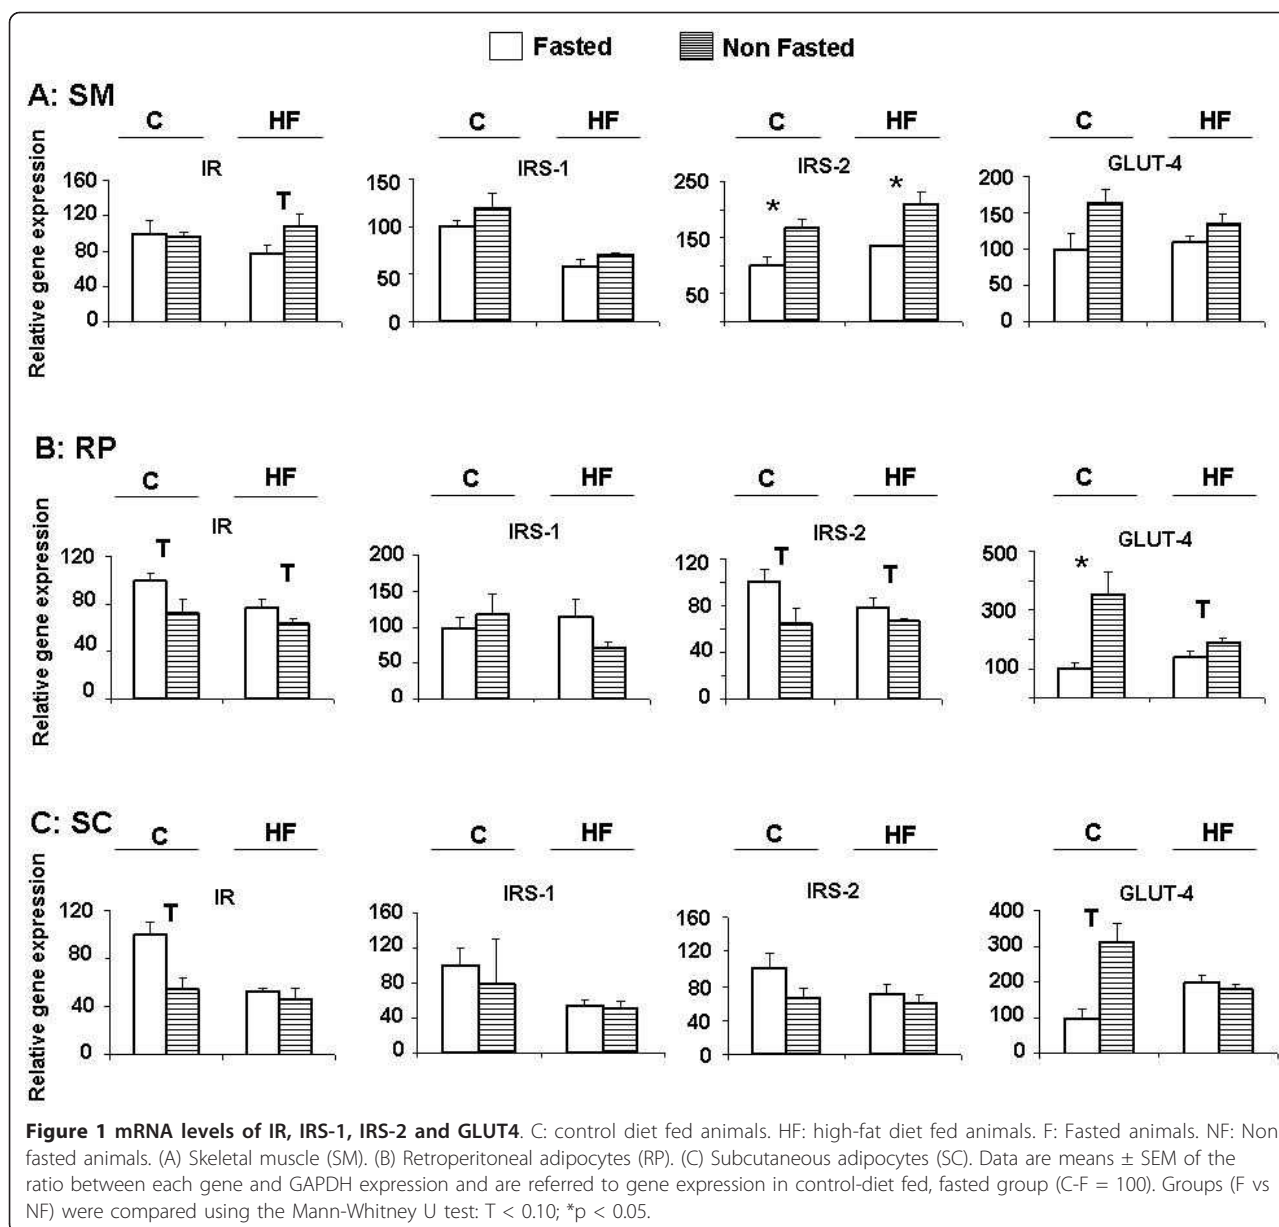 Fasted Non Fasted
A: SM
C HF C HF C HF C HF
IR IRS-1 IRS-2 GLUT-4
Relative gene expression
160
120
80
40
0
T
150
100
50
0
250
150
50
* *
200
150
100
50
0
B: RP
C HF C HF C HF C HF
IR IRS-1 IRS-2 GLUT-4
Relative gene expression
120
80
40
0
T T
200
150
100
50
0
120
80
40
0
T T
500
300
100
* T
C: SC
C HF C HF C HF C HF
IR IRS-1 IRS-2 GLUT-4
Relative gene expression
120
80
40
0
T
160
120
80
40
0
160
120
80
40
0
400
300
200
100
0
T
Figure 1 mRNA levels of IR, IRS-1, IRS-2 and GLUT4. C: control diet fed animals. HF: high-fat diet fed animals. F: Fasted animals. NF: Non
fasted animals. (A) Skeletal muscle (SM). (B) Retroperitoneal adipocytes (RP). (C) Subcutaneous adipocytes (SC). Data are means ± SEM of the
ratio between each gene and GAPDH expression and are referred to gene expression in control-diet fed, fasted group (C-F = 100). Groups (F vs
NF) were compared using the Mann-Whitney U test: T < 0.10; *p < 0.05.